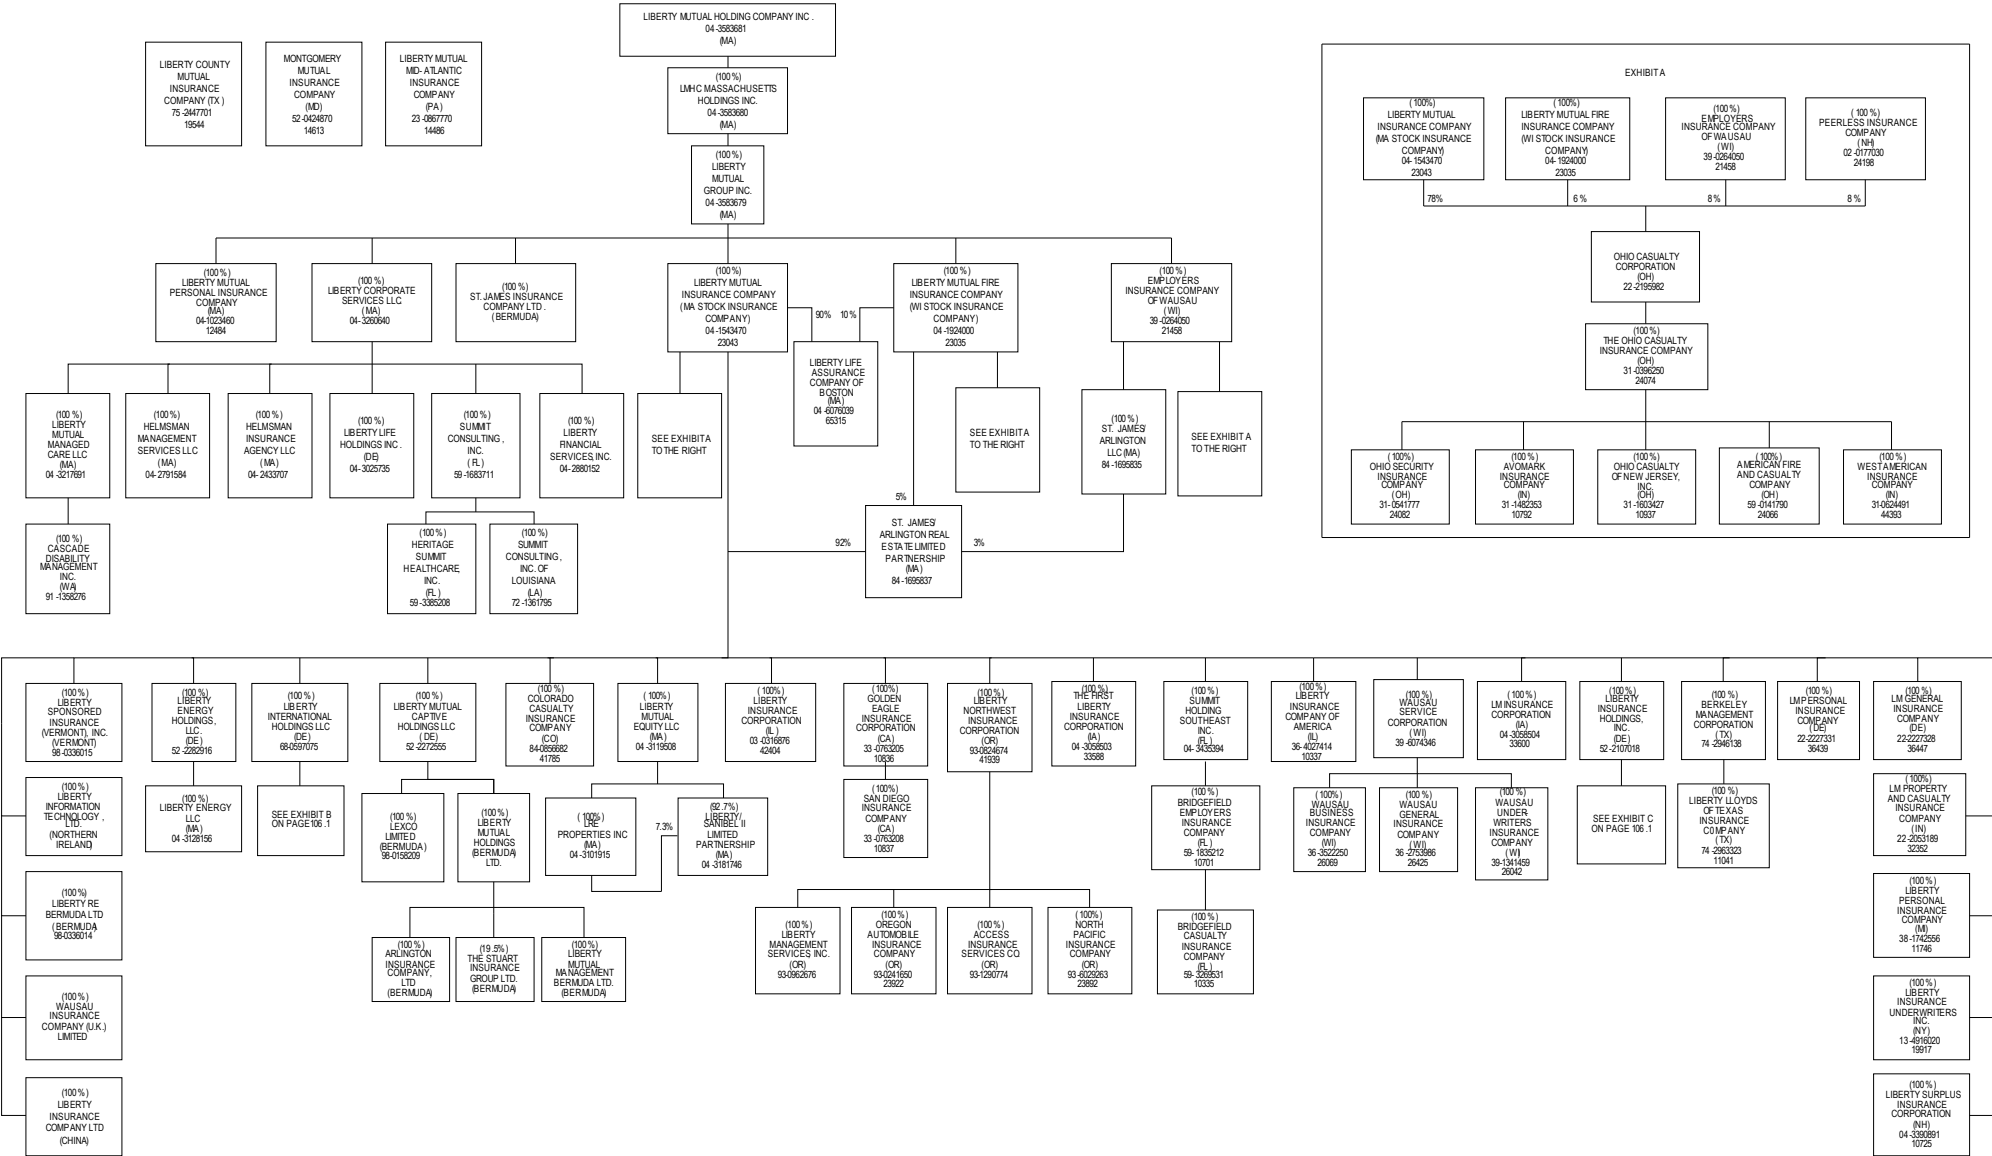 LIBERTY MUTUAL HOLDING COMPANY INC .
04 -3583681
(MA)
LIBERTY COUNTY
MUTUAL
INSURANCE
COMPANY (TX )
75 -2447701
19544
MONTGOMERY
MUTUAL
INSURANCE
COMPANY
(MD)
52 -0424870
14613
LIBERTY MUTUAL
MID- ATLANTIC
INSURANCE
COMPANY
(PA )
23 -0867770
14486
(100 %)
LMHC MASSACHUSETTS
HOLDINGS INC.
04 -3583680
(MA)
(100 %)
LIBERTY
MUTUAL
GROUP INC.
04 -3583679
(MA)
EXHIBIT A
( 100%)
LIBERTY MUTUAL
INSURANCE COMPANY
(MA STOCK INSURANCE
COMPANY)
04- 1543470
23043
( 100%)
LIBERTY MUTUAL FIRE
INSURANCE COMPANY
(WI STOCK INSURANCE
COMPANY)
04- 1924000
23035
(100 %)
EMPLOYERS
INSURANCE COMPANY
OF WAUSAU
( WI)
39 -0264050
21458
( 100 %)
PEERLESS INSURANCE
COMPANY
( NH)
02 -0177030
24198
78%
6 %
8 %
8 %
OHIO CASUALTY
CORPORATION
(OH)
22 -2195982
(100 %)
THE OHIO CASUALTY
INSURANCE COMPANY
(OH)
31 -0396250
24074
( 100%)
OHIO SECURITY
INSURANCE
COMPANY
(OH)
31- 0541777
24082
(100 %)
AVOMARK
INSURANCE
COMPANY
(IN)
31 -1482353
10792
(100 %)
OHIO CASUALTY
OF NEW JERSEY,
INC.
(OH)
31 -1603427
10937
( 100%)
AMERICAN FIRE
AND CASUALTY
COMPANY
(OH)
59 -0141790
24066
(100 %)
WEST AMERICAN
INSURANCE
COMPANY
(IN)
31-0624491
44393
(100 %)
LIBERTY MUTUAL
PERSONAL INSURANCE
COMPANY
(MA)
04-1023460
12484
(100 %)
LIBERTY CORPORATE
SERVICES LLC
( MA)
04- 3260640
(100 %)
ST. JAMES INSURANCE
COMPANY LTD .
( BERMUDA)
(100 %)
LIBERTY MUTUAL
INSURANCE COMPANY
(MA STOCK INSURANCE
COMPANY)
04 -1543470
23043
90%
10 %
(100 %)
LIBERTY MUTUAL FIRE
INSURANCE COMPANY
(WI STOCK INSURANCE
COMPANY)
04 -1924000
23035
(100 %)
EMPLOYERS
INSURANCE COMPANY
OF WAUSAU
( WI)
39 -0264050
21458
LIBERTY LIFE
ASSURANCE
COMPANY OF
BOSTON
(MA)
04 -6076039
65315
(100 %)
LIBERTY
MUTUAL
MANAGED
CARE LLC
(MA)
04 -3217691
(100 %)
HELMSMAN
MANAGEMENT
SERVICES LLC
( MA)
04 -2791584
(100 %)
HELMSMAN
INSURANCE
AGENCY LLC
( MA)
04- 2433707
(100 %)
LIBERTY LIFE
HOLDINGS INC .
(DE)
04- 3025735
(100 %)
SUMMIT
CONSULTING ,
INC.
( FL)
59 -1683711
(100 %)
LIBERTY
FINANCIAL
SERVICES, INC.
04- 2880152
SEE EXHIBIT A
TO THE RIGHT
SEE EXHIBIT A
TO THE RIGHT
(100 %)
ST. JAMES/
ARLINGTON
LLC (MA)
84 -1695835
SEE EXHIBIT A
TO THE RIGHT
(100 %)
CASCADE
DISABILITY
MANAGEMENT
INC.
(WA)
91 -1358276
(100 %)
HERITAGE
SUMMIT
HEALTHCARE,
INC.
(FL )
59 -3385208
(100 %)
SUMMIT
CONSULTING ,
INC. OF
LOUISIANA
(LA)
72 -1361795
5%
92%
3%
ST. JAMES/
ARLINGTON REAL
ESTATE LIMITED
PARTNERSHIP
(MA)
84 -1695837
(100 %)
LIBERTY
SPONSORED
INSURANCE
(VERMONT), INC.
(VERMONT)
98 -0336015
(100 %)
LIBERTY
ENERGY
HOLDINGS,
LLC.
(DE)
52 -2282916
(100 %)
LIBERTY
INTERNATIONAL
HOLDINGS LLC
(DE)
68-0597075
(100 %)
LIBERTY MUTUAL
CAPTIVE
HOLDINGS LLC
( DE)
52 -2272555
(100 %)
COLORADO
CASUALTY
INSURANCE
COMPANY
(CO)
84-0856682
41785
( 100%)
LIBERTY
MUTUAL
EQUITY LLC
(MA)
04 -3119508
( 100%)
LIBERTY
INSURANCE
CORPORATION
(IL )
03 -0316876
42404
(100%)
GOLDEN
EAGLE
INSURANCE
CORPORATION
(CA)
33 -0763205
10836
(100 %)
LIBERTY
NORTHWEST
INSURANCE
CORPORATION
(OR)
93-0824674
41939
(100 %)
THE FIRST
LIBERTY
INSURANCE
CORPORATION
(IA)
04 -3058503
33588
(100 %)
SUMMIT
HOLDING
SOUTHEAST
INC.
(FL )
04- 3435394
(100 %)
LIBERTY
INSURANCE
COMPANY OF
AMERICA
(IL)
36- 4027414
10337
(100 %)
WAUSAU
SERVICE
CORPORATION
( WI)
39 -6074346
( 100 %)
LM INSURANCE
CORPORATION
(IA)
04 -3058504
33600
(100 %)
LIBERTY
INSURANCE
HOLDINGS,
INC.
(DE)
52 -2107018
(100 %)
BERKELEY
MANAGEMENT
CORPORATION
(TX)
74 -2946138
(100 %)
LM PERSONAL
INSURANCE
COMPANY
( DE)
22-2227331
36439
(100 %)
LM GENERAL
INSURANCE
COMPANY
(DE)
22-2227328
36447
(100 %)
LIBERTY
INFORMATION
TECHNOLOGY ,
LTD.
(NORTHERN
IRELAND)
(100 %)
LIBERTY ENERGY
LLC
(MA)
04 -3128156
SEE EXHIBIT B
ON PAGE 106 .1
(100 %)
LEXCO
LIMITED
(BERMUDA )
98-0158209
(100 %)
LIBERTY
MUTUAL
HOLDINGS
(BERMUDA)
LTD.
( 100%)
LRE
PROPERTIES INC
(MA)
04 -3101915
7.3%
(92 .7%)
LIBERTY/
SANIBEL II
LIMITED
PARTNERSHIP
(MA)
04 -3181746
(100%)
SAN DIEGO
INSURANCE
COMPANY
(CA)
33 -0763208
10837
(100 %)
BRIDGEFIELD
EMPLOYERS
INSURANCE
COMPANY
(FL )
59- 1835212
10701
( 100%)
WAUSAU
BUSINESS
INSURANCE
COMPANY
(WI)
36 -3522250
26069
(100 %)
WAUSAU
GENERAL
INSURANCE
COMPANY
( WI)
36 -2753986
26425
(100 %)
WAUSAU
UNDER-
WRITERS
INSURANCE
COMPANY
( WI)
39-1341459
26042
SEE EXHIBIT C
ON PAGE 106 .1
(100 %)
LIBERTY LLOYDS
OF TEXAS
INSURANCE
COMPANY
( TX)
74 -2963323
11041
(100%)
LM PROPERTY
AND CASUALTY
INSURANCE
COMPANY
( IN)
22 -2053189
32352
(100 %)
LIBERTY RE
BERMUDA LTD
( BERMUDA)
98-0336014
(100 %)
ARLINGTON
INSURANCE
COMPANY,
LTD
(BERMUDA)
(19 .5%)
THE STUART
INSURANCE
GROUP LTD.
(BERMUDA)
(100 %)
LIBERTY
MUTUAL
MANAGEMENT
BERMUDA LTD.
(BERMUDA)
(100 %)
LIBERTY
MANAGEMENT
SERVICES, INC.
(OR)
93-0962676
(100 %)
OREGON
AUTOMOBILE
INSURANCE
COMPANY
(OR)
93-0241650
23922
(100 %)
ACCESS
INSURANCE
SERVICES CO.
(OR)
93-1290774
( 100%)
NORTH
PACIFIC
INSURANCE
COMPANY
(OR)
93 -6029263
23892
(100 %)
BRIDGEFIELD
CASUALTY
INSURANCE
COMPANY
(FL )
59- 3269531
10335
(100 %)
LIBERTY
PERSONAL
INSURANCE
COMPANY
(MI)
38 -1742556
11746
(100 %)
WAUSAU
INSURANCE
COMPANY (U.K.)
LIMITED
(100 %)
LIBERTY
INSURANCE
UNDERWRITERS
INC.
(NY)
13 -4916020
19917
(100 %)
LIBERTY
INSURANCE
COMPANY LTD
(CHINA)
(100 %)
LIBERTY SURPLUS
INSURANCE
CORPORATION
(NH)
04 -3390891
10725